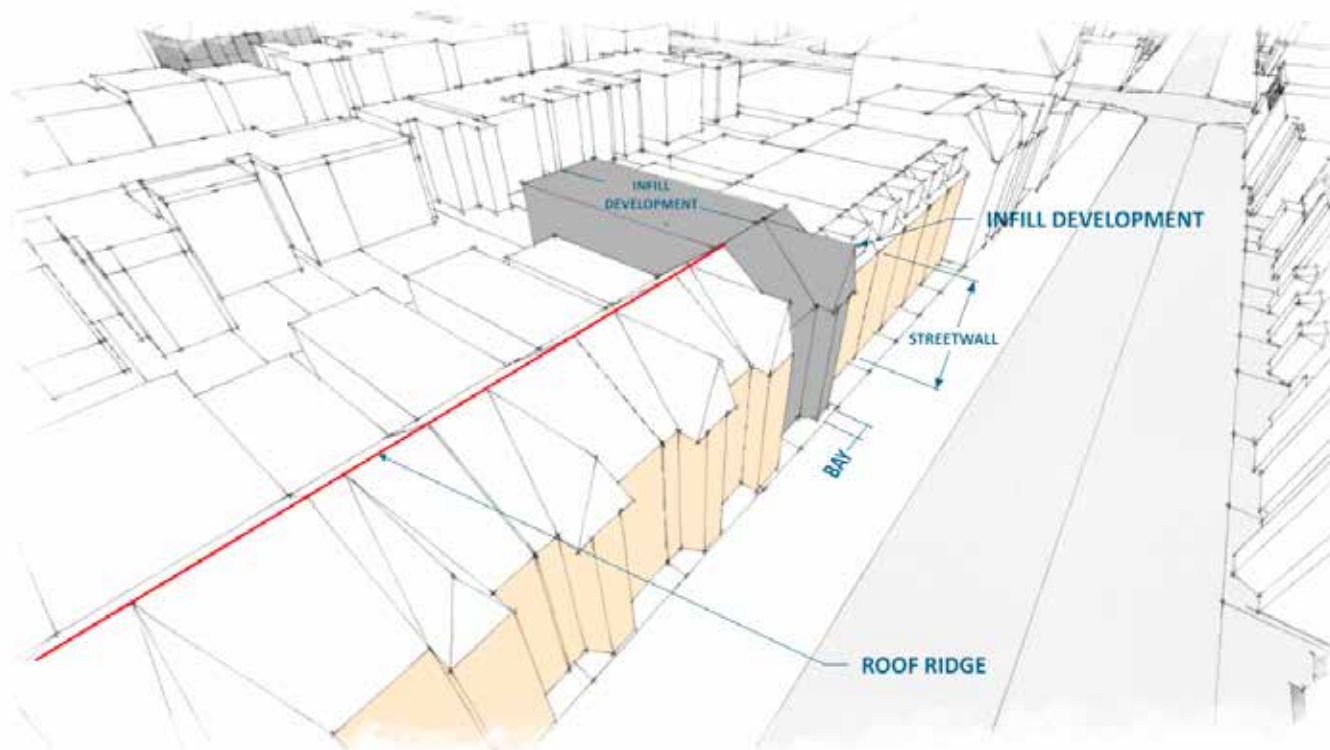 INFILL
DEVELOPMENT
INFILL DEVELOPMENT
STREETWALL
BAY
ROOF RIDGE